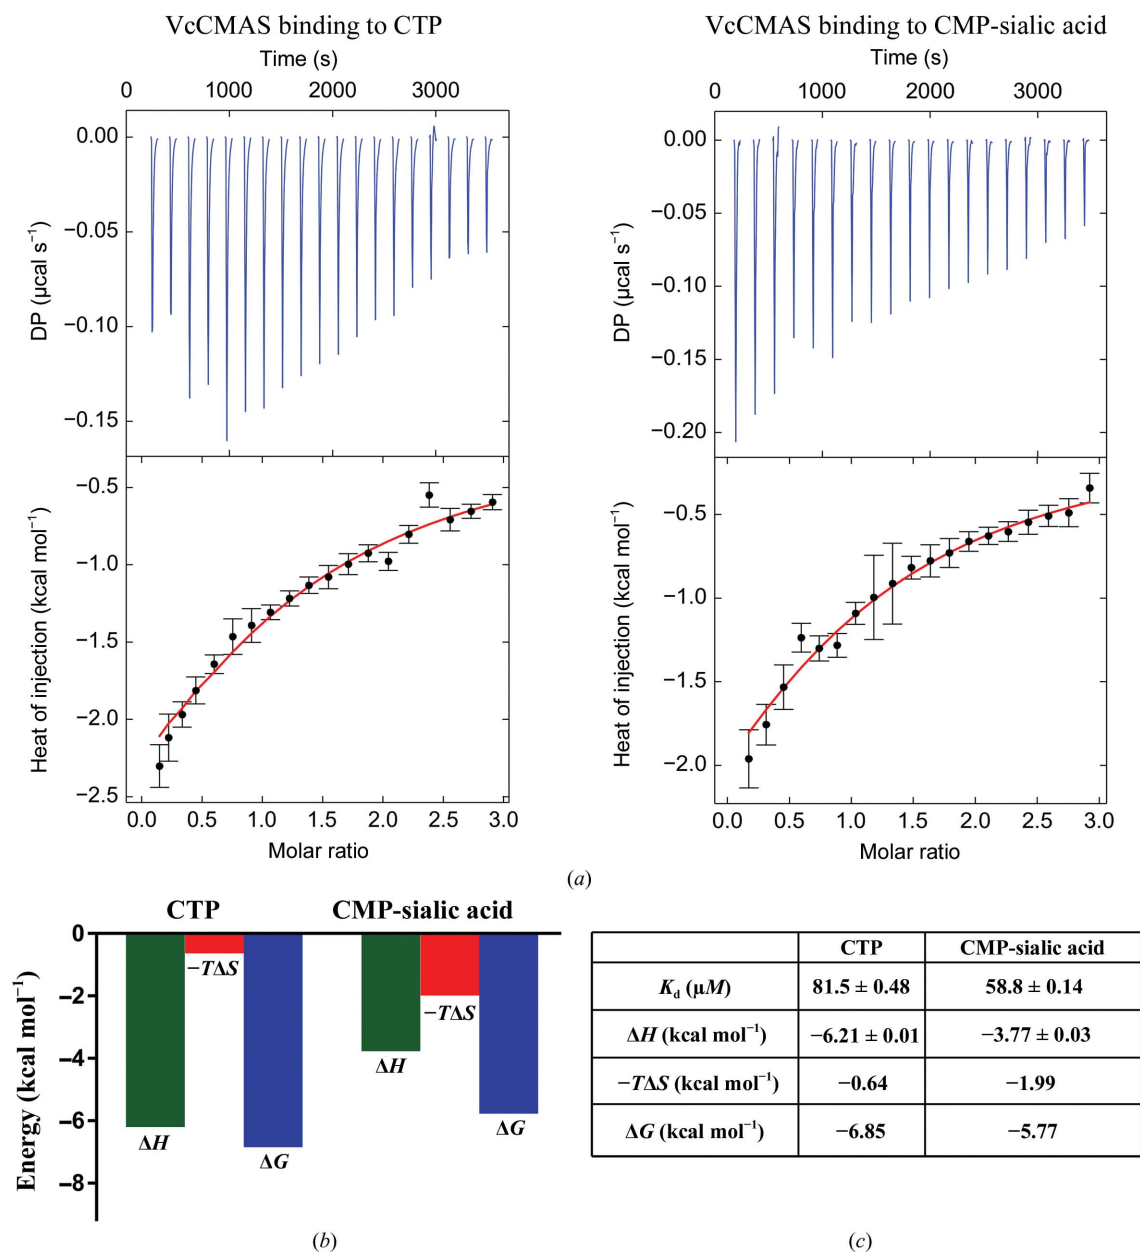 VcCMAS binding to CTP
Time (s)
0 1000 2000 3000
DP (µcal s⁻¹)
0.00
−0.05
−0.10
−0.15
Heat of injection (kcal mol⁻¹)
−0.5
−1.0
−1.5
−2.0
−2.5
0.0 0.5 1.0 1.5 2.0 2.5 3.0
Molar ratio
VcCMAS binding to CMP-sialic acid
Time (s)
0 1000 2000 3000
DP (µcal s⁻¹)
0.00
−0.05
−0.10
−0.15
−0.20
Heat of injection (kcal mol⁻¹)
−0.5
−1.0
−1.5
−2.0
0.0 0.5 1.0 1.5 2.0 2.5 3.0
Molar ratio
(a)
CTP CMP-sialic acid
Energy (kcal mol⁻¹)
0
−2
−4
−6
−8
ΔH
−TΔS
ΔG
ΔH
−TΔS
ΔG
(b)
CTP CMP-sialic acid
Kd (µM) 81.5 ± 0.48 58.8 ± 0.14
ΔH (kcal mol⁻¹) −6.21 ± 0.01 −3.77 ± 0.03
−TΔS (kcal mol⁻¹) −0.64 −1.99
ΔG (kcal mol⁻¹) −6.85 −5.77
(c)